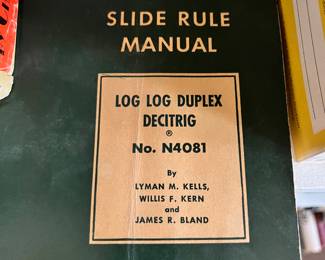 SLIDE RULE
MANUAL
LOG LOG DUPLEX
DECITRIG
®
No. N4081
By
LYMAN M. KELLS,
WILLIS F. KERN
and
JAMES R. BLAND